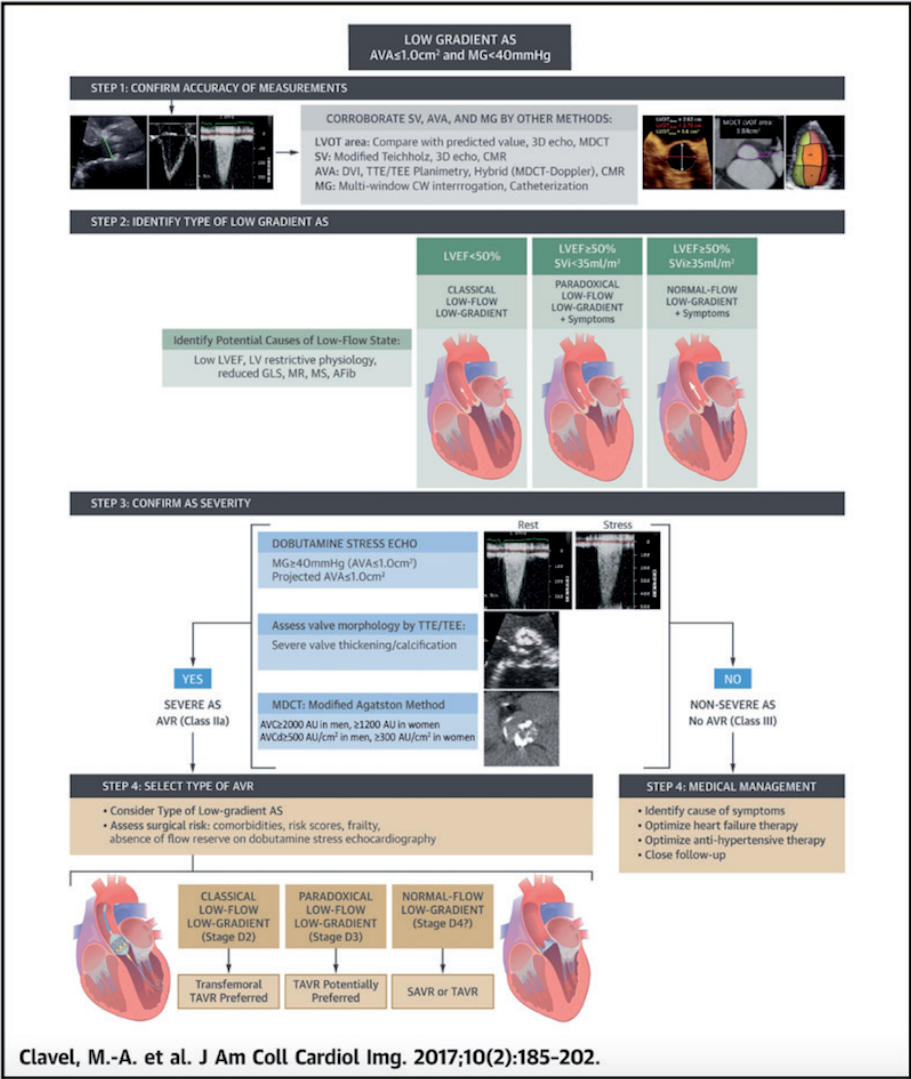 LOW GRADIENT AS
AVA≤1.0cm² and MG<40mmHg
STEP 1: CONFIRM ACCURACY OF MEASUREMENTS
CORROBORATE SV, AVA, AND MG BY OTHER METHODS:
LVOT area: Compare with predicted value, 3D echo, MDCT
SV: Modified Teichholz, 3D echo, CMR
AVA: DVI, TTE/TEE Planimetry, Hybrid (MDCT-Doppler), CMR
MG: Multi-window CW interrrogation, Catheterization
MDCT LVOT area:
3.84cm²
STEP 2: IDENTIFY TYPE OF LOW GRADIENT AS
LVEF<50%
LVEF≥50%
SVi<35ml/m²
LVEF≥50%
SVi≥35ml/m²
CLASSICAL
LOW-FLOW
LOW-GRADIENT
PARADOXICAL
LOW-FLOW
LOW-GRADIENT
+ Symptoms
NORMAL-FLOW
LOW-GRADIENT
+ Symptoms
Identify Potential Causes of Low-Flow State:
Low LVEF, LV restrictive physiology,
reduced GLS, MR, MS, AFib
STEP 3: CONFIRM AS SEVERITY
Rest
Stress
DOBUTAMINE STRESS ECHO
MG≥40mmHg (AVA≤1.0cm²)
Projected AVA≤1.0cm²
Assess valve morphology by TTE/TEE:
Severe valve thickening/calcification
MDCT: Modified Agatston Method
AVC≥2000 AU in men, ≥1200 AU in women
AVCd≥500 AU/cm² in men, ≥300 AU/cm² in women
YES
SEVERE AS
AVR (Class IIa)
NO
NON-SEVERE AS
No AVR (Class III)
STEP 4: SELECT TYPE OF AVR
• Consider Type of Low-gradient AS
• Assess surgical risk: comorbidities, risk scores, frailty,
absence of flow reserve on dobutamine stress echocardiography
STEP 4: MEDICAL MANAGEMENT
• Identify cause of symptoms
• Optimize heart failure therapy
• Optimize anti-hypertensive therapy
• Close follow-up
CLASSICAL
LOW-FLOW
LOW-GRADIENT
(Stage D2)
PARADOXICAL
LOW-FLOW
LOW-GRADIENT
(Stage D3)
NORMAL-FLOW
LOW-GRADIENT
(Stage D4?)
Transfemoral
TAVR Preferred
TAVR Potentially
Preferred
SAVR or TAVR
Clavel, M.-A. et al. J Am Coll Cardiol Img. 2017;10(2):185-202.